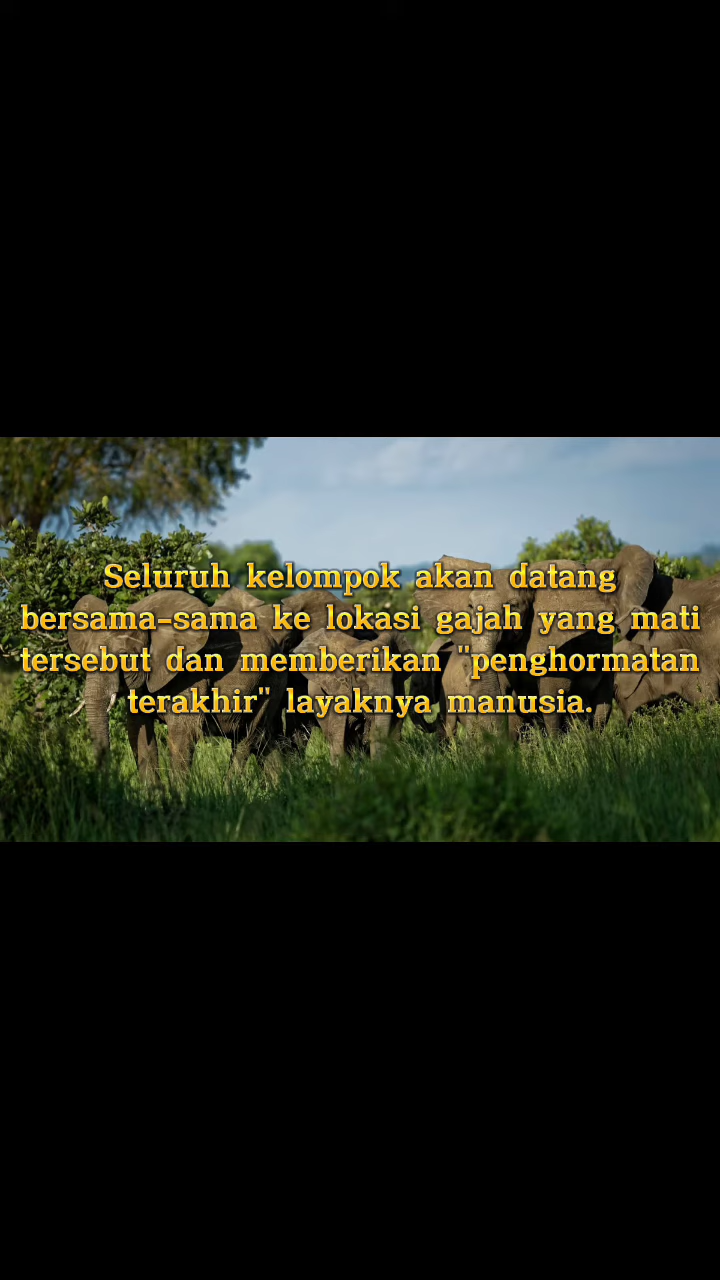 Seluruh kelompok akan datang
bersama-sama ke lokasi gajah yang mati
tersebut dan memberikan "penghormatan
terakhir" layaknya manusia.